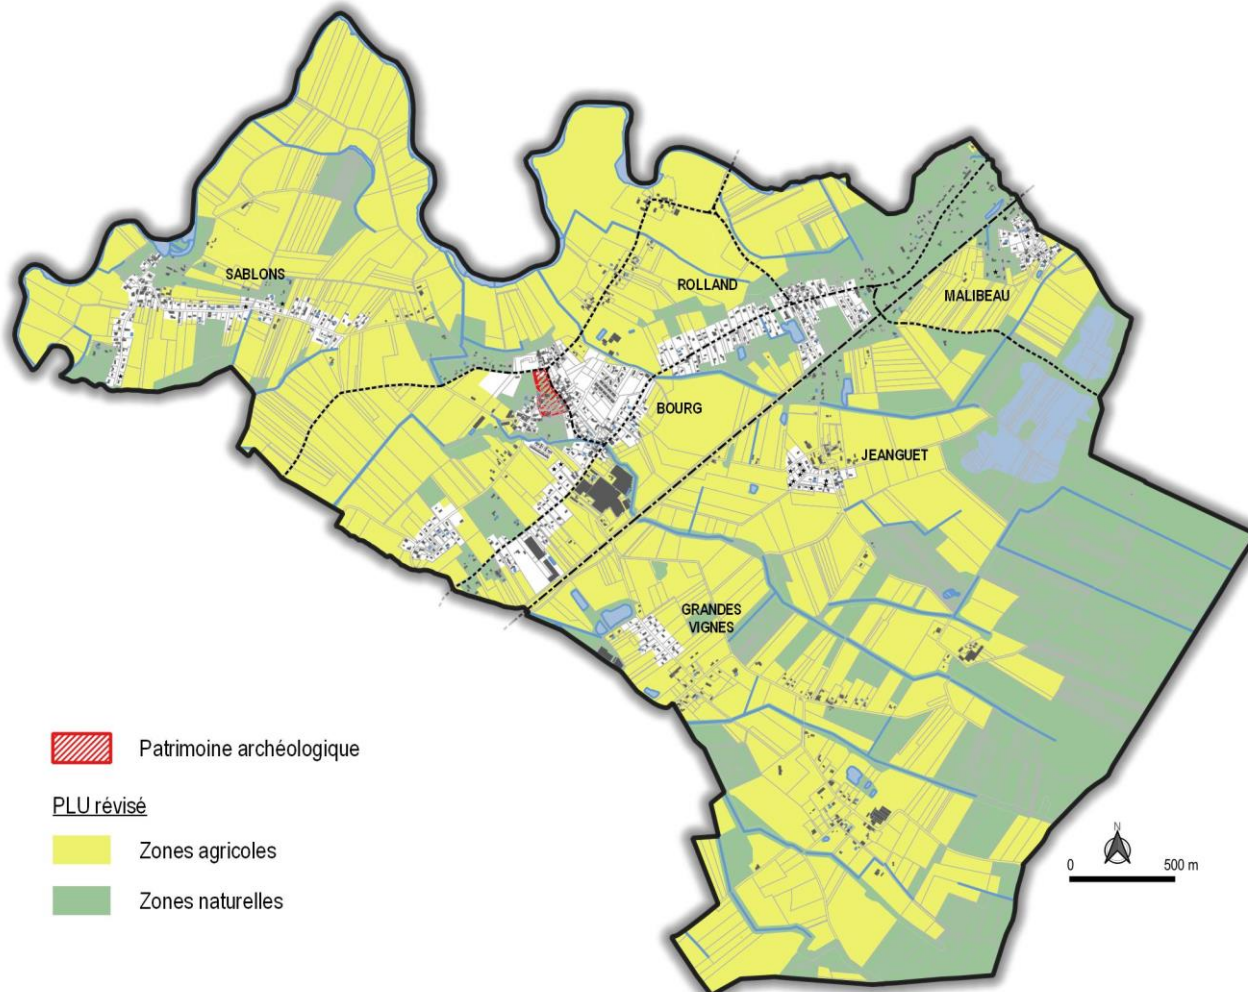 SABLONS
ROLLAND
MALIBEAU
BOURG
JEANGUET
GRANDES
VIGNES
Patrimoine archéologique
PLU révisé
Zones agricoles
Zones naturelles
N
0 500 m